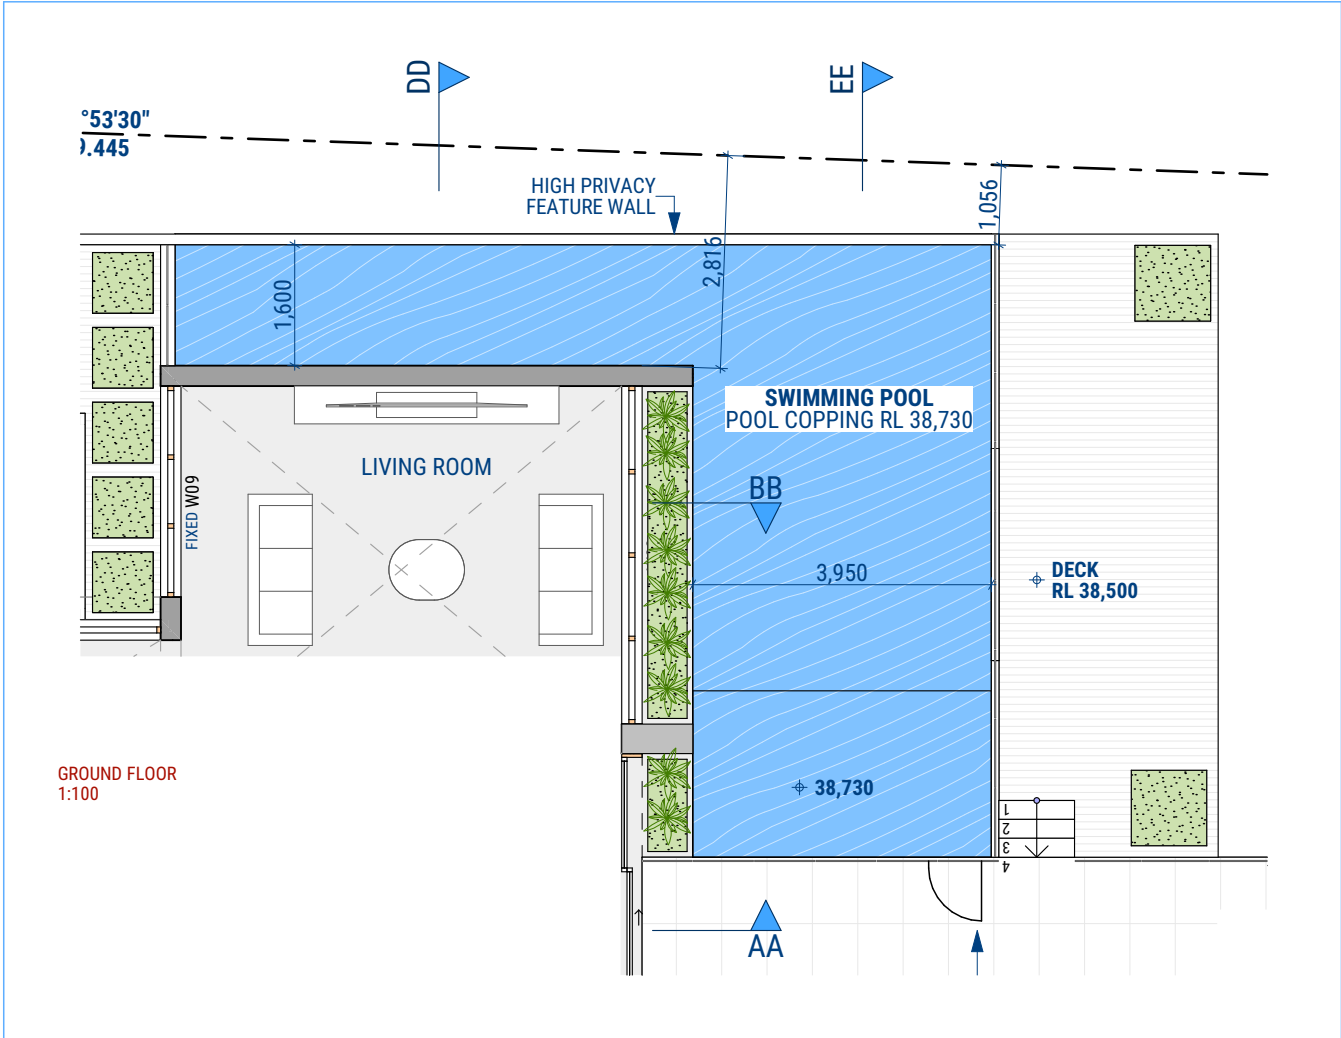 DD
EE
°53'30"
9.445
HIGH PRIVACY
FEATURE WALL
1,056
2,816
1,600
SWIMMING POOL
POOL COPPING RL 38,730
LIVING ROOM
BB
FIXED W09
3,950
DECK
RL 38,500
GROUND FLOOR
1:100
38,730
1
2
3
4
AA